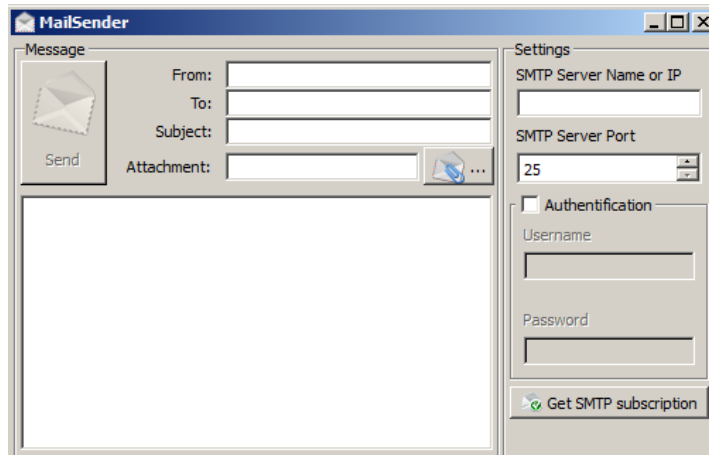 MailSender
Message
From:
To:
Subject:
Send
Attachment:
...
Settings
SMTP Server Name or IP
SMTP Server Port
25
Authentification
Username
Password
Get SMTP subscription